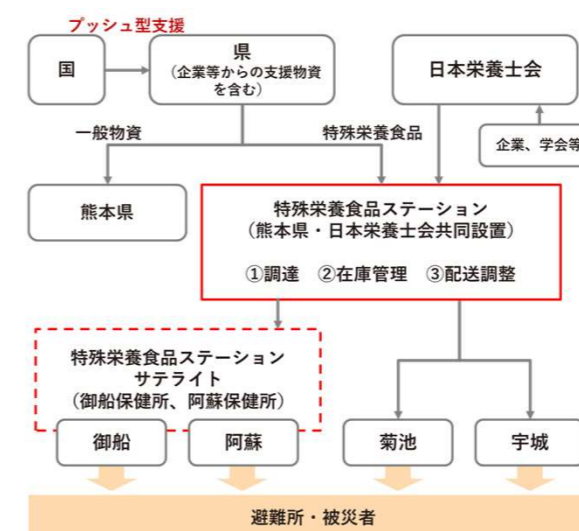 プッシュ型支援
国
県
(企業等からの支援物資
を含む)
日本栄養士会
一般物資
特殊栄養食品
企業、学会等
熊本県
特殊栄養食品ステーション
(熊本県・日本栄養士会共同設置)
①調達 ②在庫管理 ③配送調整
特殊栄養食品ステーション
サテライト
(御船保健所、阿蘇保健所)
御船
阿蘇
菊池
宇城
避難所・被災者